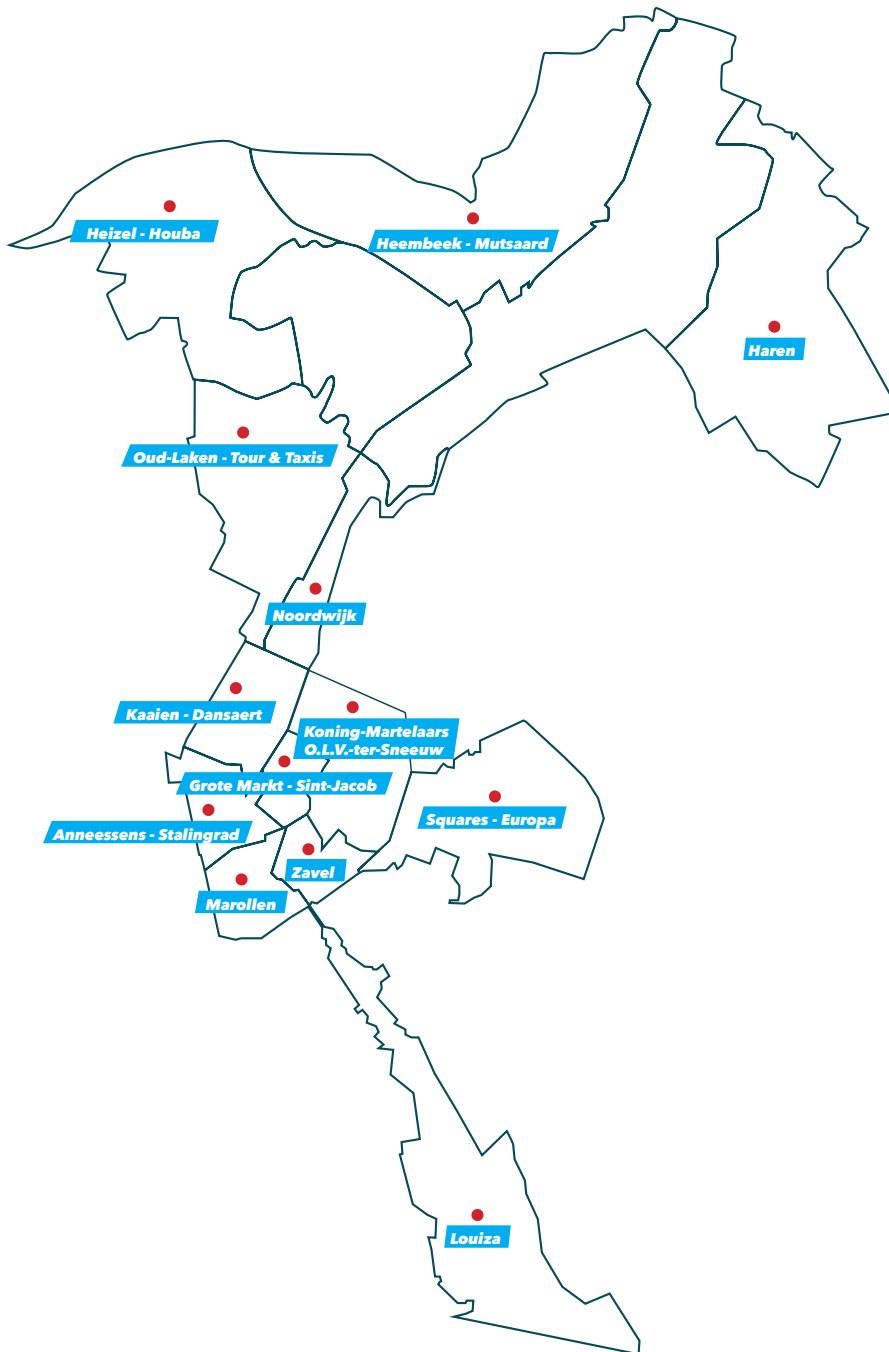 Heizel - Houba
Heembeek - Mutsaard
Haren
Oud-Laken - Tour & Taxis
Noordwijk
Kaaien - Dansaert
Koning-Martelaars
O.L.V.-ter-Sneeuw
Grote Markt - Sint-Jacob
Squares - Europa
Anneessens - Stalingrad
Zavel
Marollen
Louiza